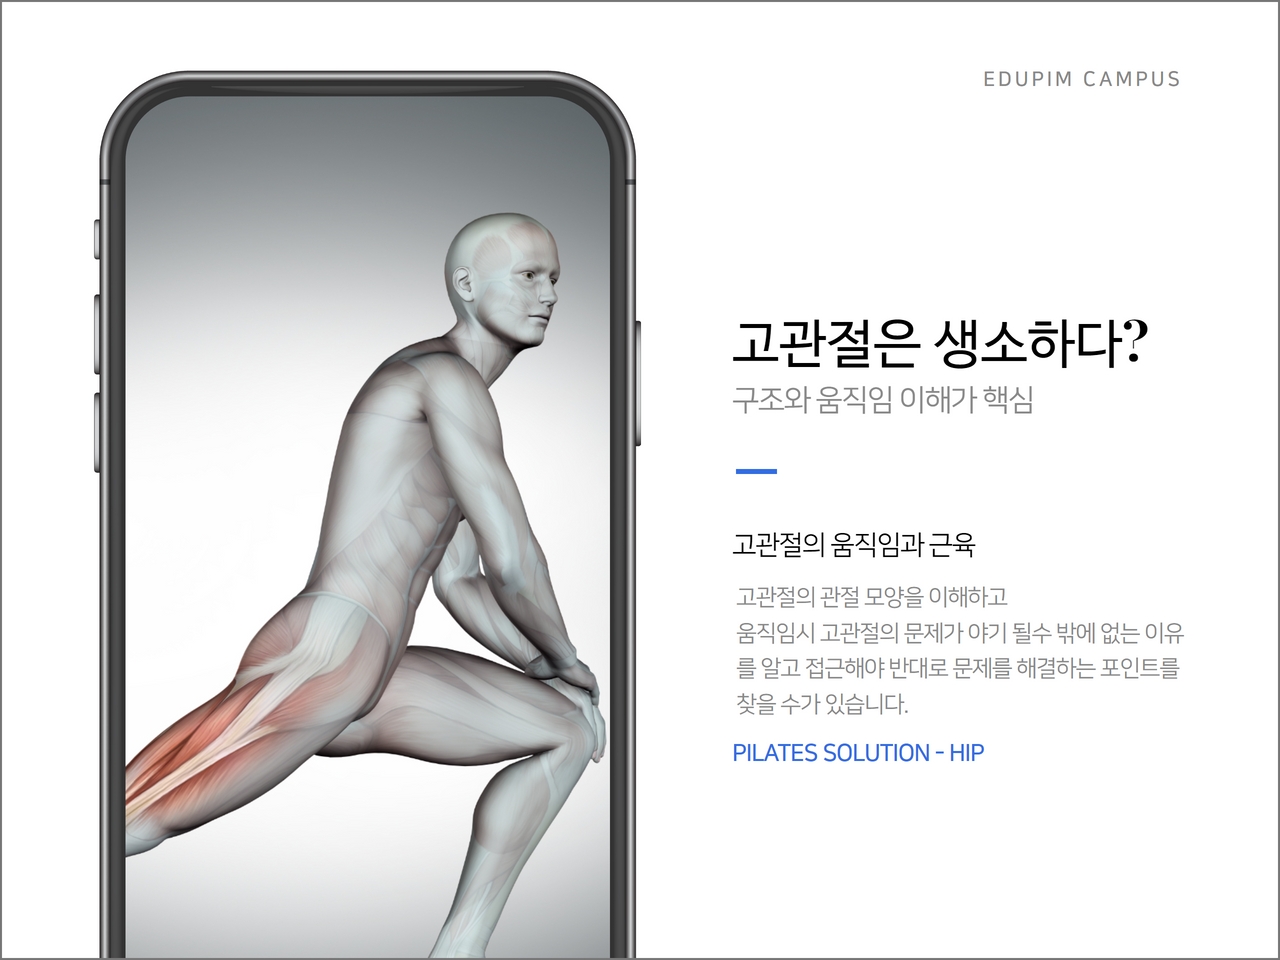 EDUPIM CAMPUS
고관절은 생소하다?
구조와 움직임 이해가 핵심
고관절의 움직임과 근육
고관절의 관절 모양을 이해하고
움직임시 고관절의 문제가 야기 될수 밖에 없는 이유
를 알고 접근해야 반대로 문제를 해결하는 포인트를
찾을 수가 있습니다.
PILATES SOLUTION - HIP